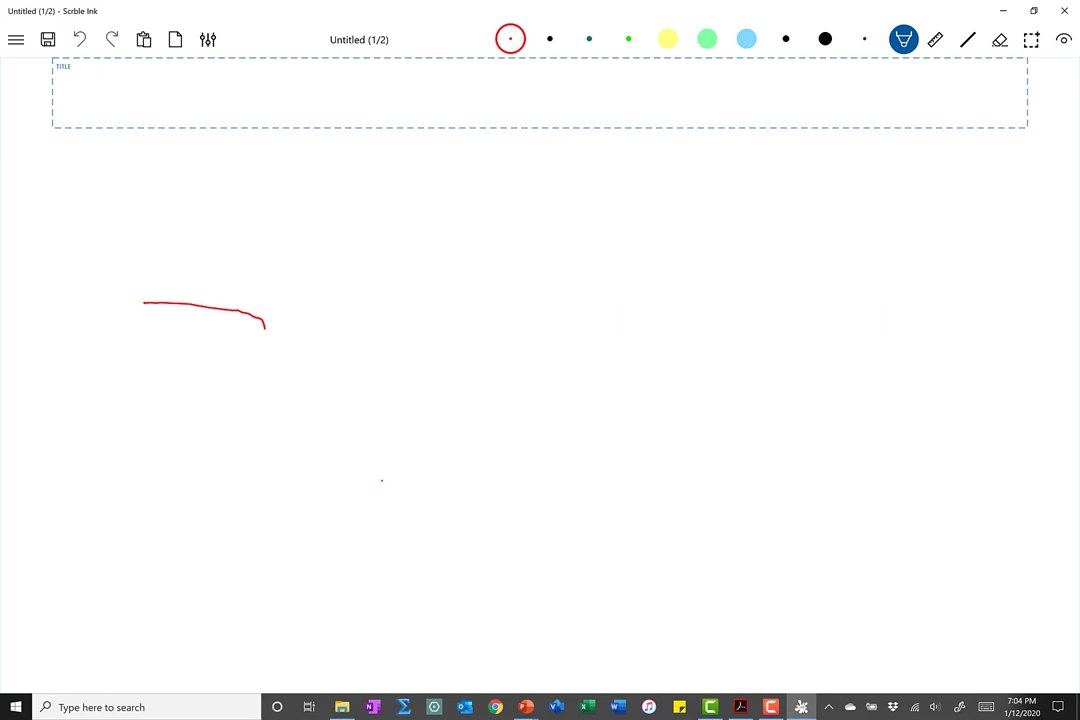 Untitled (1/2) - Scrble Ink
Untitled (1/2)
TITLE
Type here to search
7:04 PM
1/12/2020